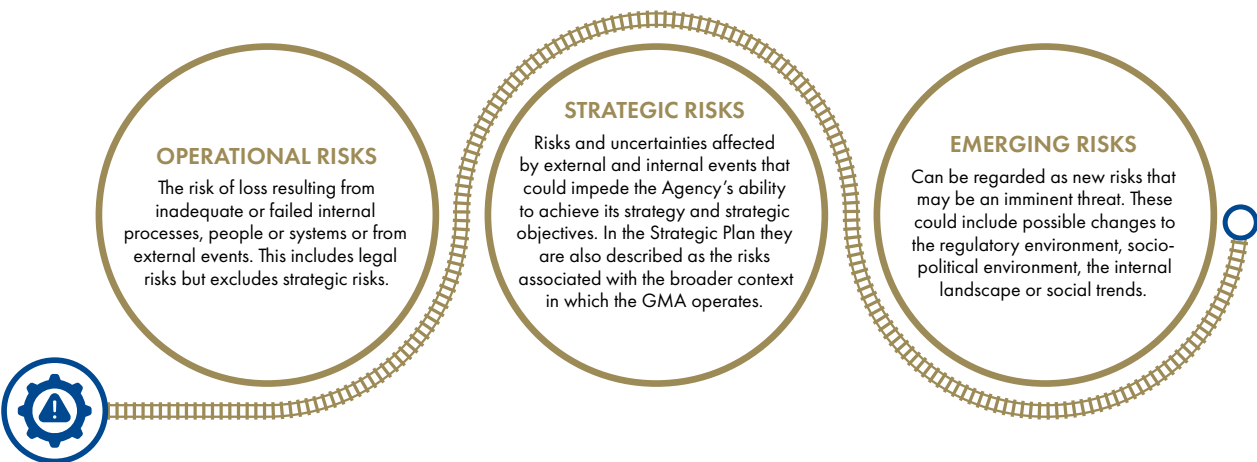 OPERATIONAL RISKS
The risk of loss resulting from
inadequate or failed internal
processes, people or systems or from
external events. This includes legal
risks but excludes strategic risks.
STRATEGIC RISKS
Risks and uncertainties affected
by external and internal events that
could impede the Agency’s ability
to achieve its strategy and strategic
objectives. In the Strategic Plan they
are also described as the risks
associated with the broader context
in which the GMA operates.
EMERGING RISKS
Can be regarded as new risks that
may be an imminent threat. These
could include possible changes to
the regulatory environment, socio-
political environment, the internal
landscape or social trends.